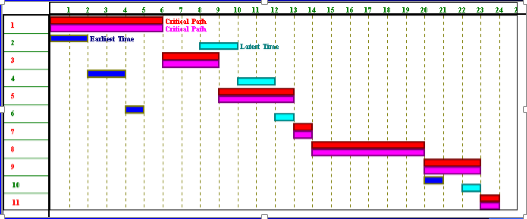 1 2 3 4 5 6 7 8 9 10 11 12 13 14 15 16 17 18 19 20 21 22 23 24
1 Critical Path
Critical Path
Earliest Time
2 Latest Time
3
4
5
6
7
8
9
10
11